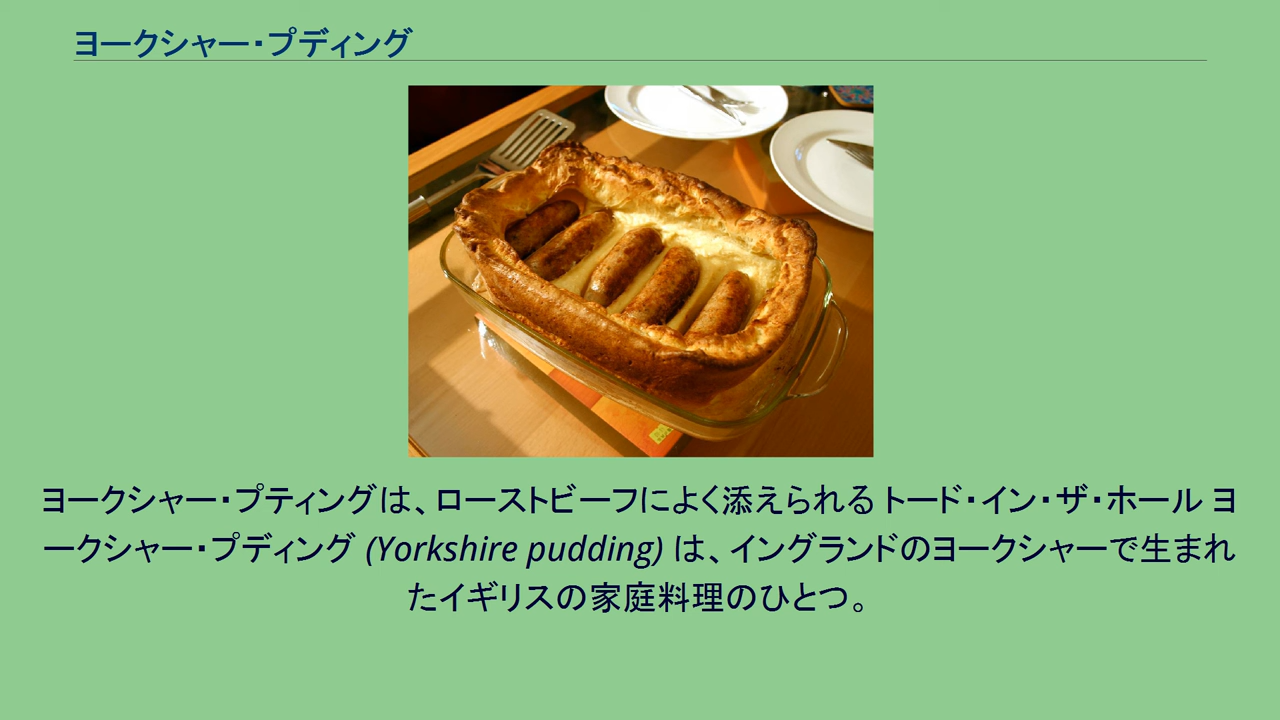 ヨークシャー・プディング
ヨークシャー・プティングは、ローストビーフによく添えられる トード・イン・ザ・ホール ヨ
ークシャー・プディング (Yorkshire pudding) は、イングランドのヨークシャーで生まれ
たイギリスの家庭料理のひとつ。